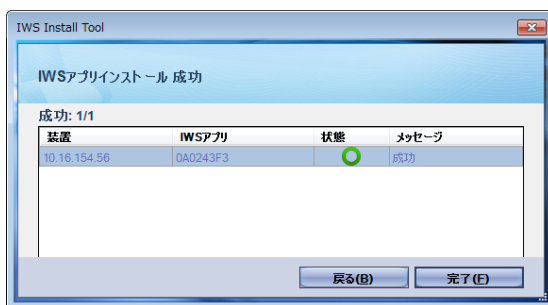 IWS Install Tool
IWSアプリインストール 成功
成功: 1/1
装置 IWSアプリ 状態 メッセージ
10.16.154.56 0A0243F3 成功
戻る(B) 完了(F)